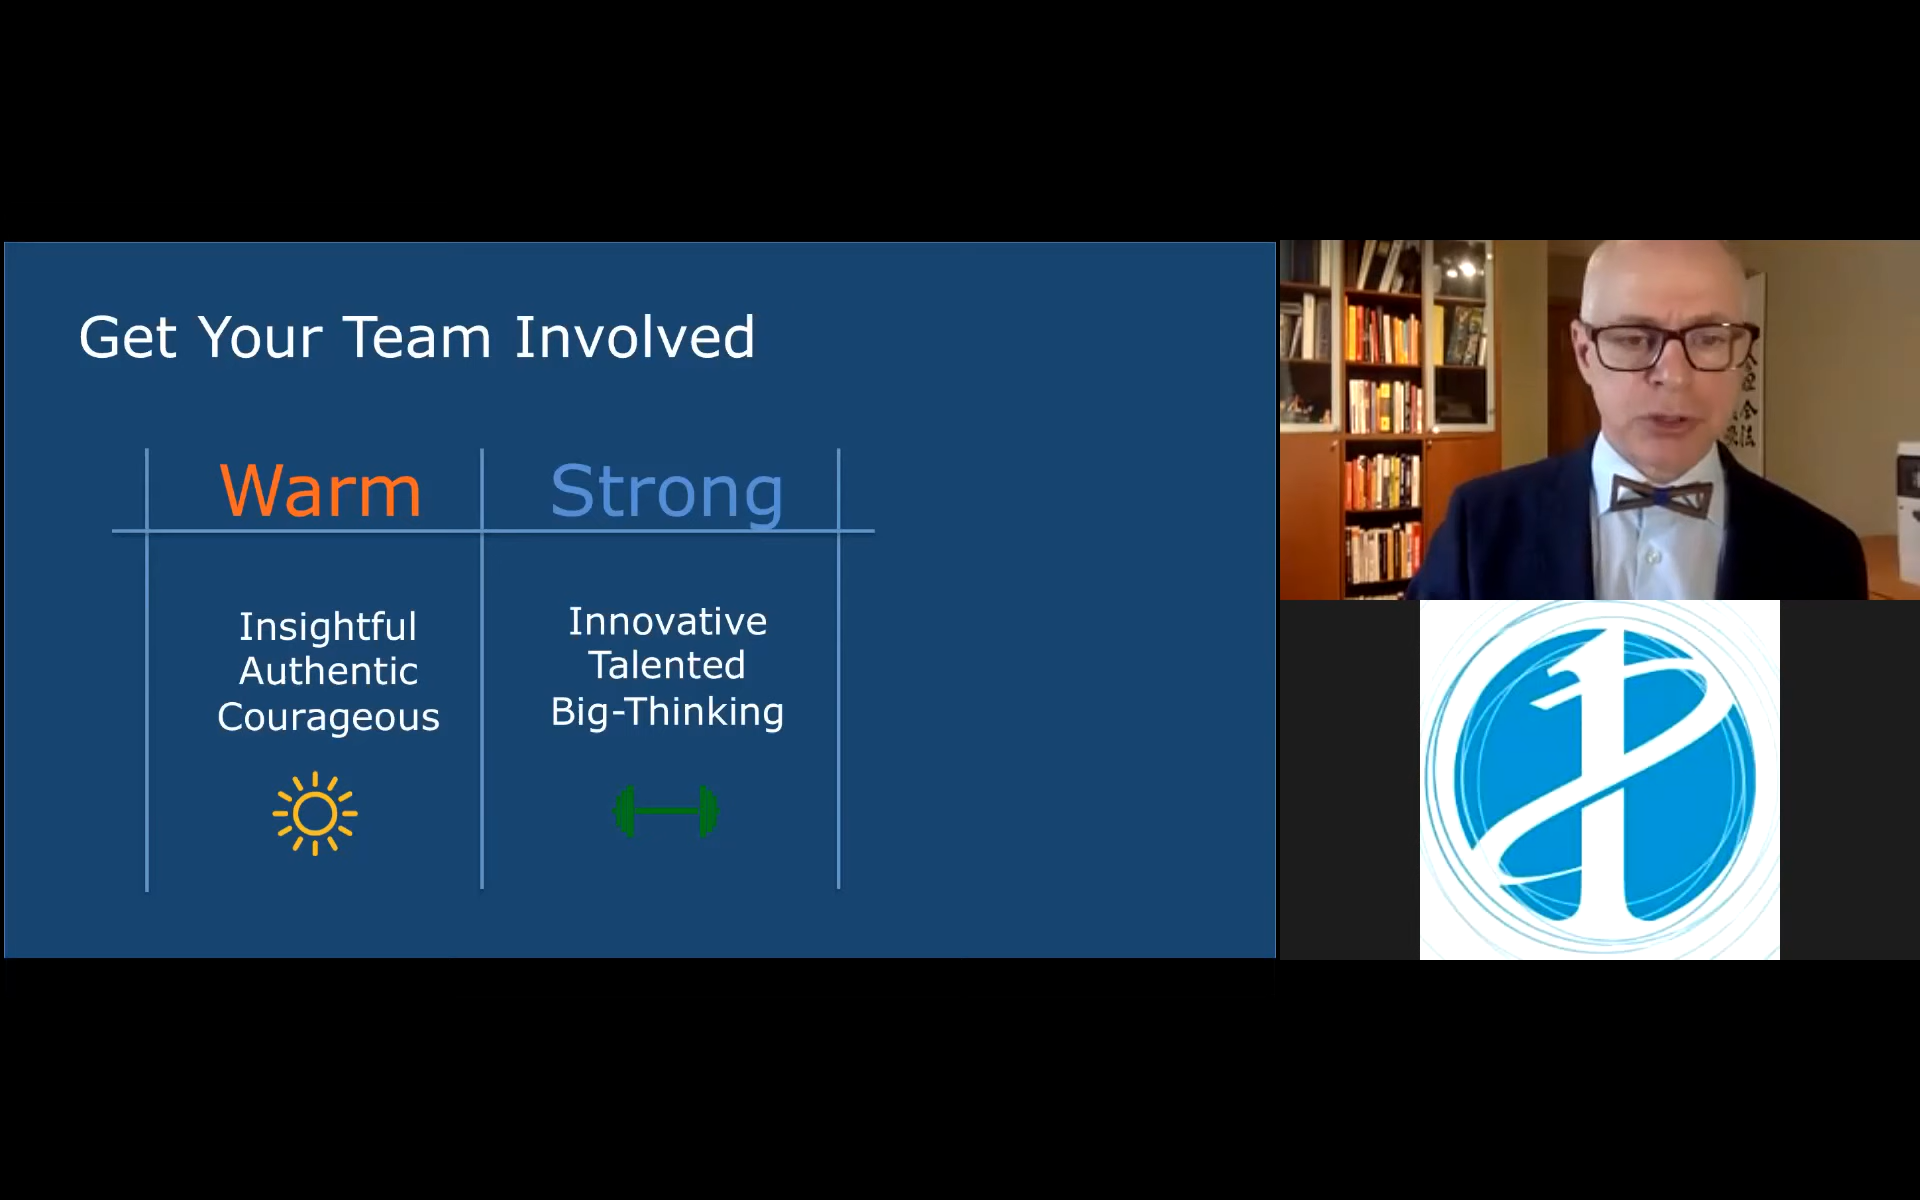 Get Your Team Involved
Warm
Strong
Insightful
Authentic
Courageous
Innovative
Talented
Big-Thinking